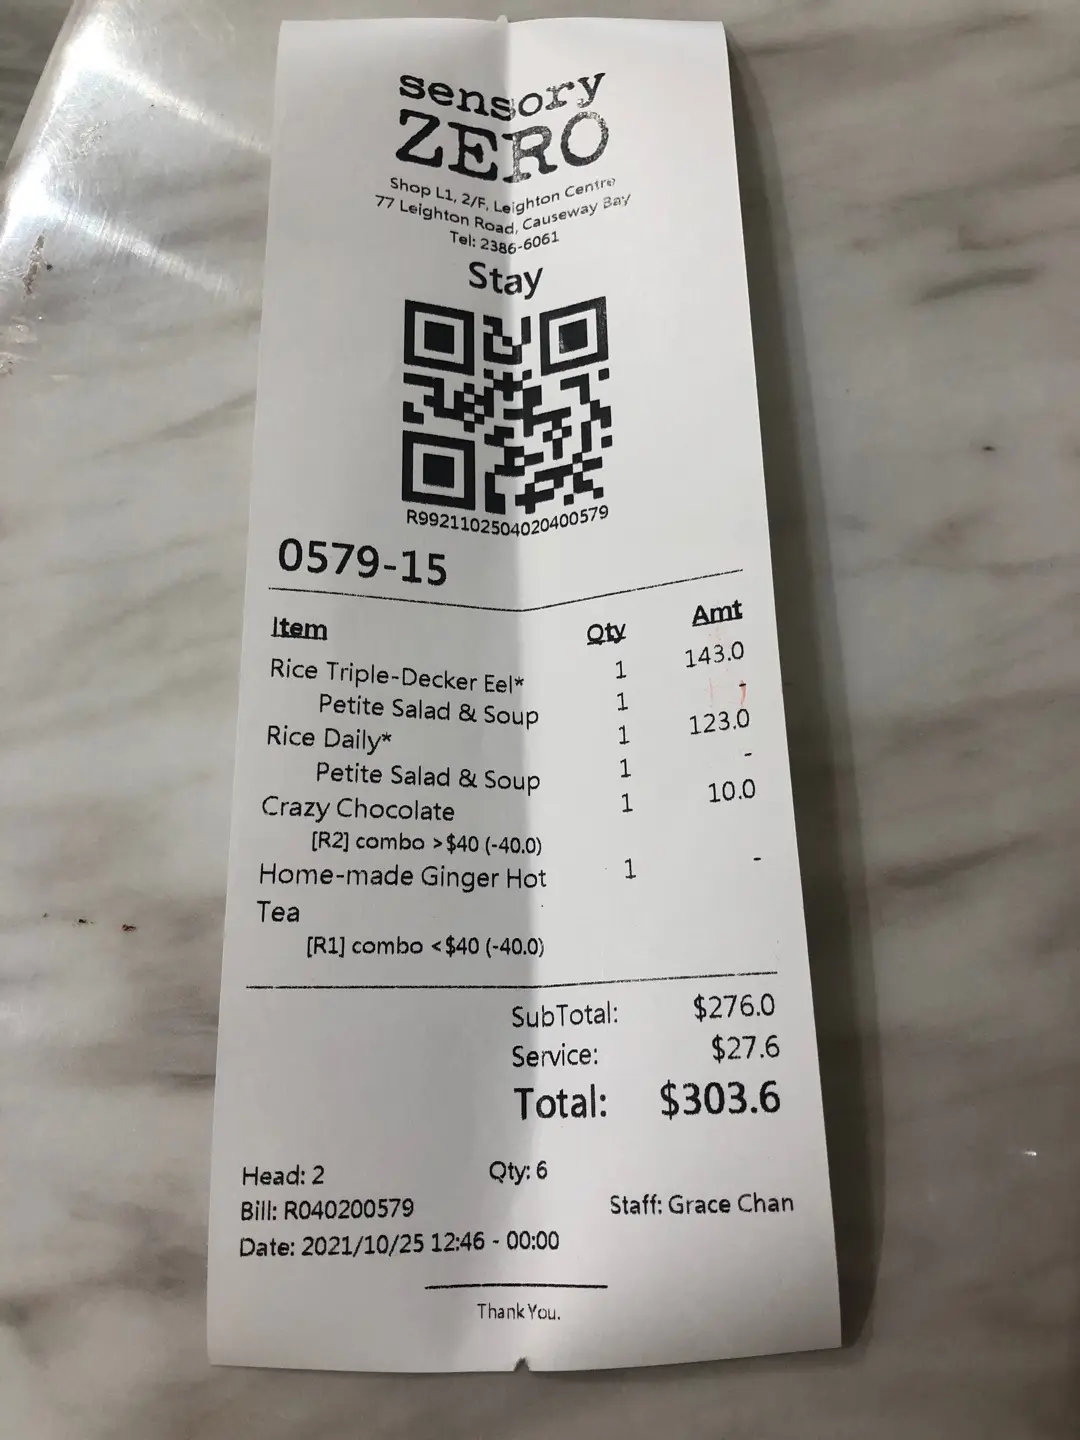 sensory
ZERO
Shop L1, 2/F, Leighton Centre
77 Leighton Road, Causeway Bay
Tel: 2386-6061
Stay
R992110250402040 0579
0579-15
Item Qty Amt
Rice Triple-Decker Eel* 1 143.0
Petite Salad & Soup 1 -
Rice Daily* 1 123.0
Petite Salad & Soup 1 -
Crazy Chocolate 1 10.0
[R2] combo >$40 (-40.0)
Home-made Ginger Hot 1 -
Tea
[R1] combo <$40 (-40.0)
SubTotal: $276.0
Service: $27.6
Total: $303.6
Head: 2 Qty: 6
Bill: R040200579 Staff: Grace Chan
Date: 2021/10/25 12:46 - 00:00
Thank You.